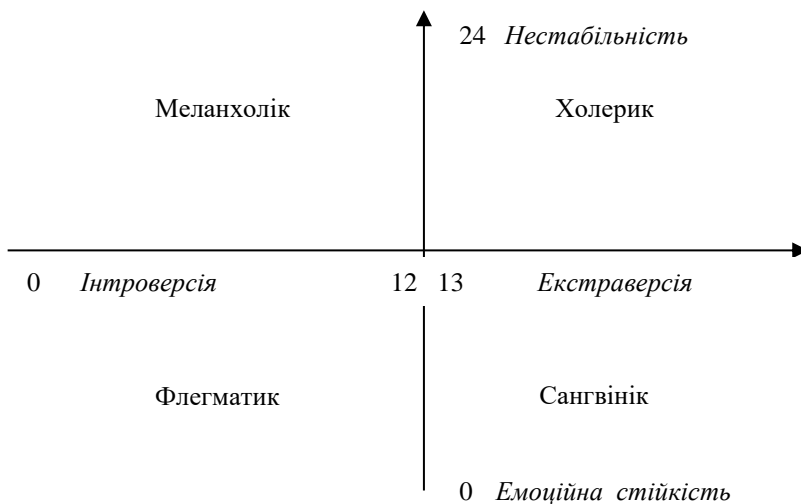 24 Нестабільність
Меланхолік Холерик
0 Інтроверсія 12 13 Екстраверсія
Флегматик Сангвінік
0 Емоційна стійкість